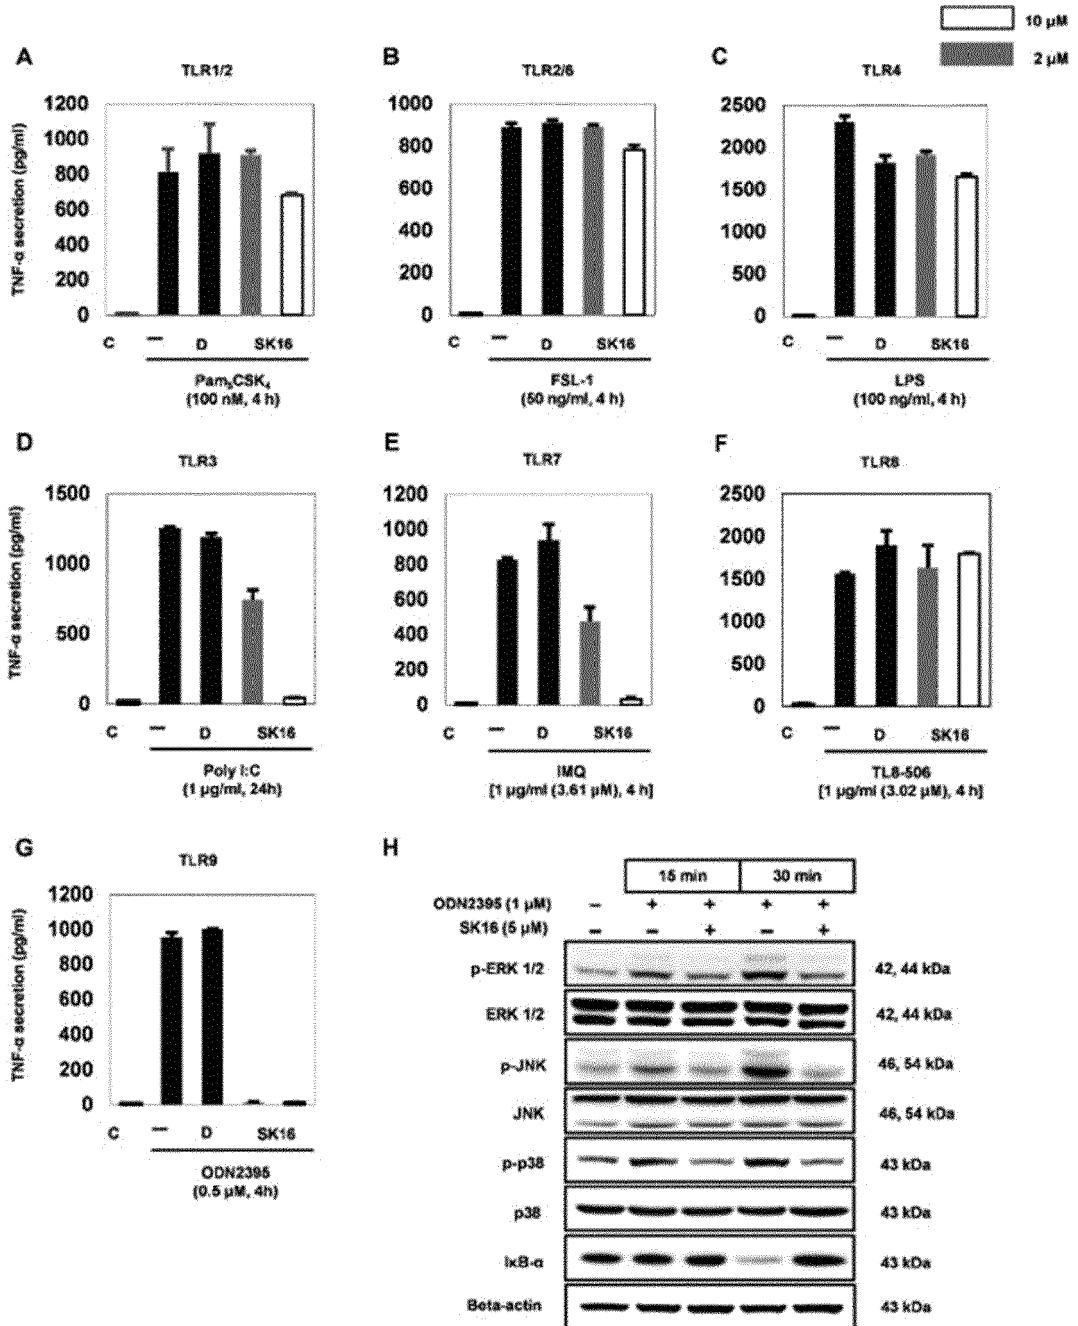 10 µM
2 µM
A
TLR1/2
TNF-α secretion (pg/ml)
1200
1000
800
600
400
200
0
C
—
D
SK16
Pam₃CSK₄
(100 nM, 4 h)
B
TLR2/6
1000
800
600
400
200
0
C
—
D
SK16
FSL-1
(50 ng/ml, 4 h)
C
TLR4
2500
2000
1500
1000
500
0
C
—
D
SK16
LPS
(100 ng/ml, 4 h)
D
TLR3
TNF-α secretion (pg/ml)
1500
1000
500
0
C
—
D
SK16
Poly I:C
(1 µg/ml, 24h)
E
TLR7
1200
1000
800
600
400
200
0
C
—
D
SK16
IMQ
[1 µg/ml (3.61 µM), 4 h]
F
TLR8
2500
2000
1500
1000
500
0
C
—
D
SK16
TL8-506
[1 µg/ml (3.02 µM), 4 h]
G
TLR9
TNF-α secretion (pg/ml)
1200
1000
800
600
400
200
0
C
—
D
SK16
ODN2395
(0.5 µM, 4h)
H
15 min 30 min
ODN2395 (1 µM) – + + + +
SK16 (5 µM) – – + – +
p-ERK 1/2 42, 44 kDa
ERK 1/2 42, 44 kDa
p-JNK 46, 54 kDa
JNK 46, 54 kDa
p-p38 43 kDa
p38 43 kDa
IκB-α 43 kDa
Beta-actin 43 kDa